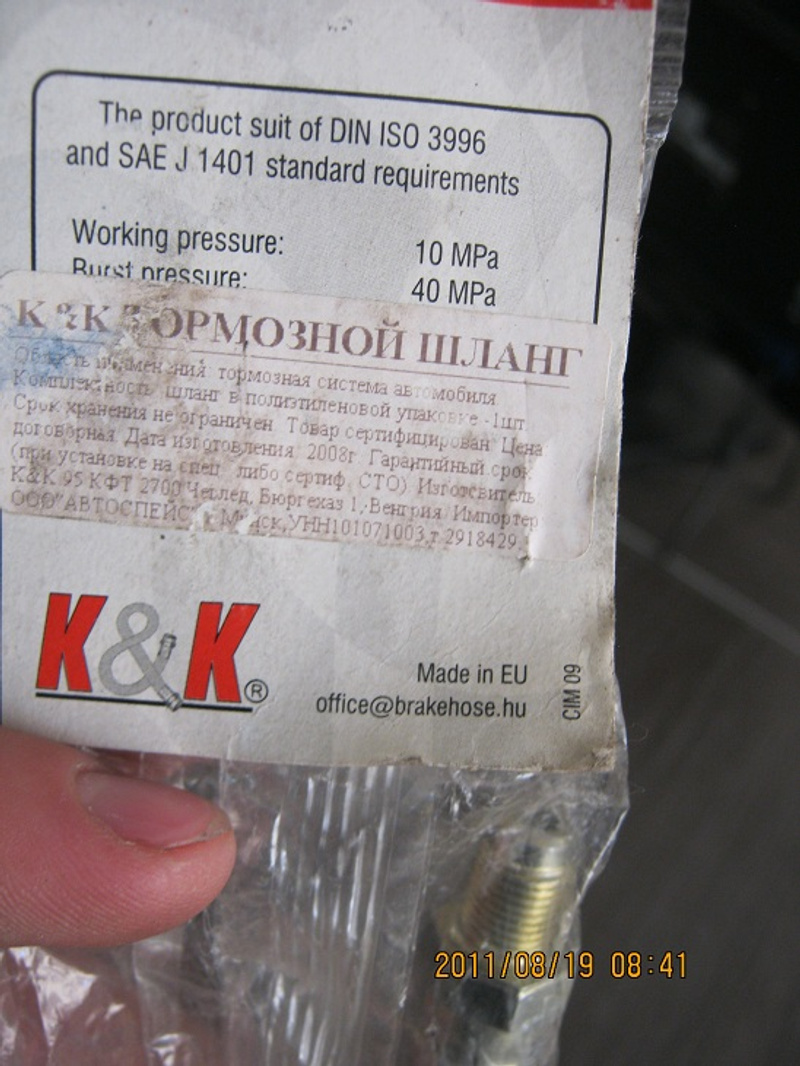 The product suit of DIN ISO 3996
and SAE J 1401 standard requirements
Working pressure: 10 MPa
Burst pressure: 40 MPa
K &K ТОРМОЗНОЙ ШЛАНГ
Область применения тормозная система автомобиля
Комплектность шланг в полиэтиленовой упаковке -1шт
Срок хранения не ограничен Товар сертифицирован Цена
договорная Дата изготовления 2008г Гарантийный срок
(при установке на спец. либо сертиф. СТО) Изготовитель
K&K 95 КФТ 2700 Чеглед, Бюргехаз 1, Венгрия Импортер
ООО"АВТОСПЕЙС" г Минск,УНН101071003,т 2918429
K&K®
Made in EU
office@brakehose.hu
CIM 09
2011/08/19 08:41